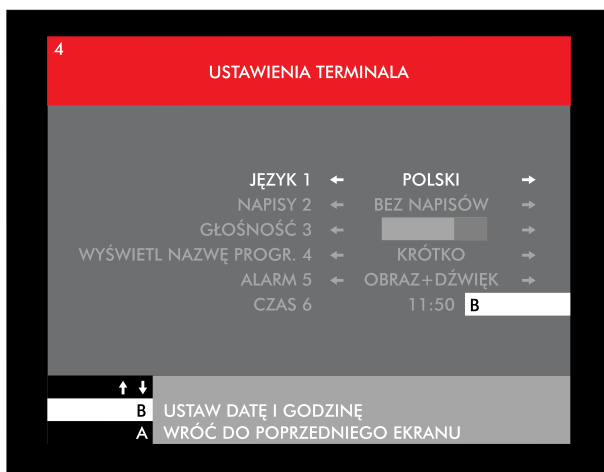 4
USTAWIENIA TERMINALA
JĘZYK 1 ← POLSKI →
NAPISY 2 ← BEZ NAPISÓW →
GŁOŚNOŚĆ 3 ← →
WYŚWIETL NAZWĘ PROGR. 4 ← KRÓTKO →
ALARM 5 ← OBRAZ+DŹWIĘK →
CZAS 6 11:50 B
↑ ↓
B USTAW DATĘ I GODZINĘ
A WRÓĆ DO POPRZEDNIEGO EKRANU